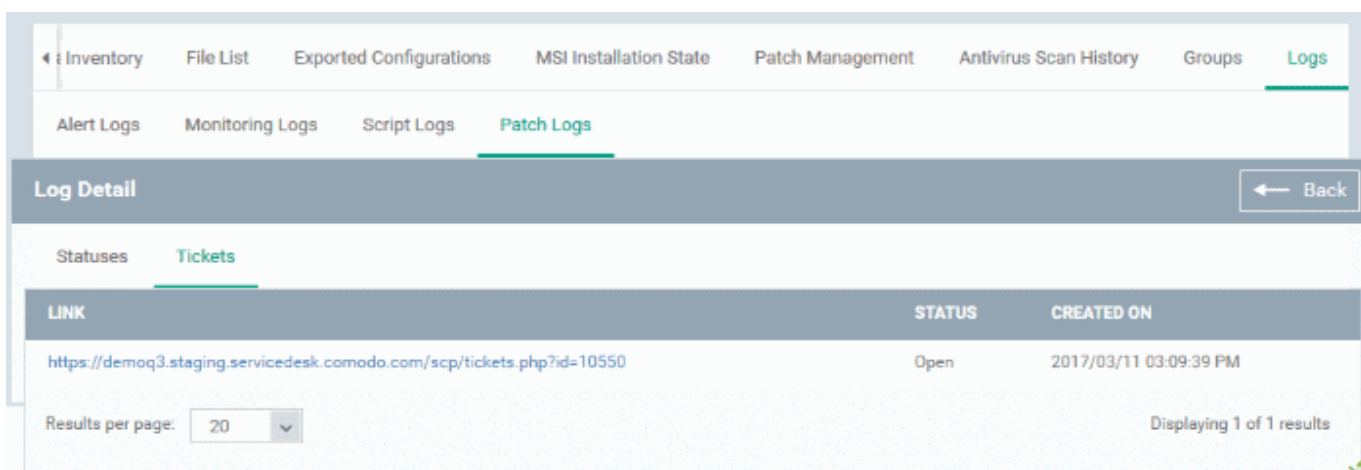 Inventory File List Exported Configurations MSI Installation State Patch Management Antivirus Scan History Groups Logs
Alert Logs Monitoring Logs Script Logs Patch Logs
Log Detail Back
Statuses Tickets
LINK STATUS CREATED ON
https://demoq3.staging.servicedesk.comodo.com/scp/tickets.php?id=10550 Open 2017/03/11 03:09:39 PM
Results per page: 20 Displaying 1 of 1 results